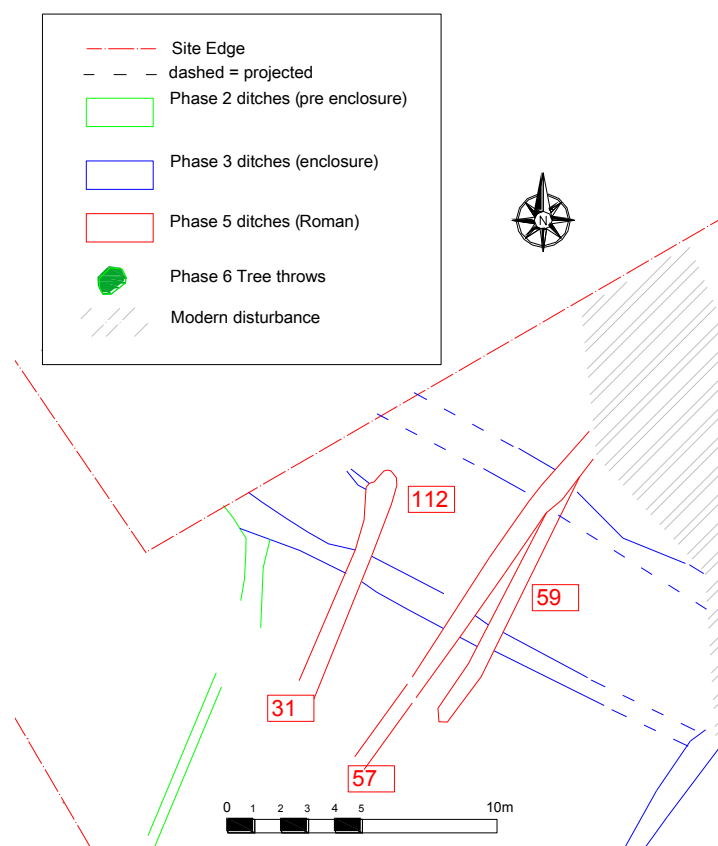 Site Edge
dashed = projected
Phase 2 ditches (pre enclosure)
Phase 3 ditches (enclosure)
Phase 5 ditches (Roman)
Phase 6 Tree throws
Modern disturbance
N
112
59
31
57
0 1 2 3 4 5 10m